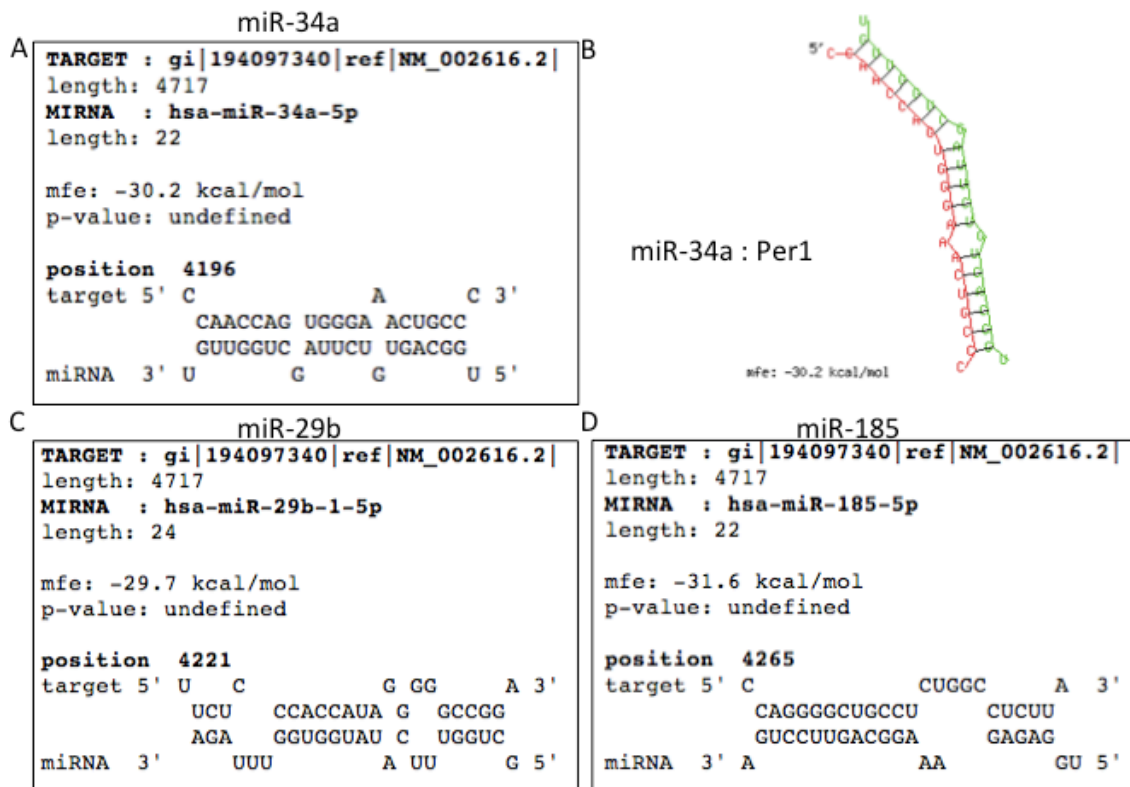 miR-34a
A
TARGET : gi|194097340|ref|NM_002616.2|
length: 4717
MIRNA : hsa-miR-34a-5p
length: 22
mfe: -30.2 kcal/mol
p-value: undefined
position 4196
target 5' C A C 3'
CAACCAG UGGGA ACUGCC
GUUGGUC AUUCU UGACGG
miRNA 3' U G G U 5'
B
5'
miR-34a : Per1
mfe: -30.2 kcal/mol
C
miR-29b
TARGET : gi|194097340|ref|NM_002616.2|
length: 4717
MIRNA : hsa-miR-29b-1-5p
length: 24
mfe: -29.7 kcal/mol
p-value: undefined
position 4221
target 5' U C G GG A 3'
UCU CCACCAUA G GCCGG
AGA GGUGGUAU C UGGUC
miRNA 3' UUU A UU G 5'
D
miR-185
TARGET : gi|194097340|ref|NM_002616.2|
length: 4717
MIRNA : hsa-miR-185-5p
length: 22
mfe: -31.6 kcal/mol
p-value: undefined
position 4265
target 5' C CUGGC A 3'
CAGGGGCUGCCU CUCUU
GUCCUUGACGGA GAGAG
miRNA 3' A AA GU 5'